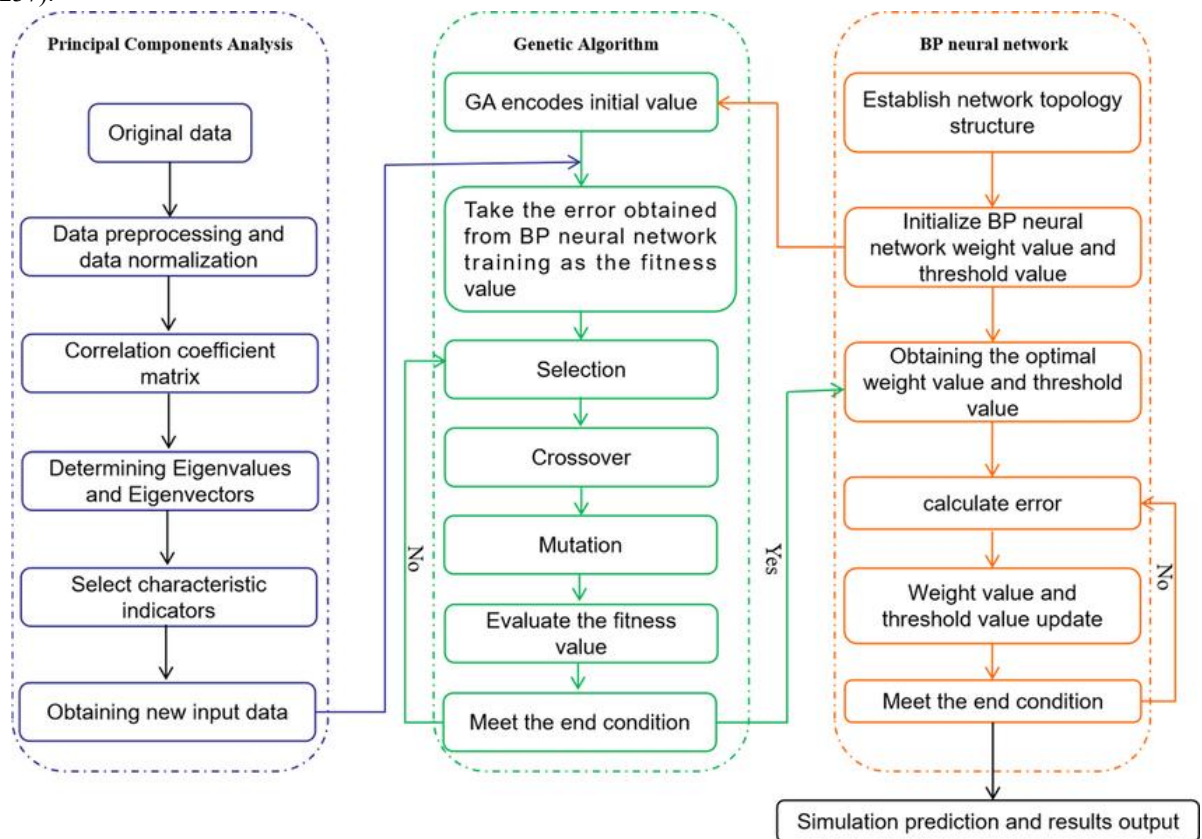 Principal Components Analysis
Original data
Data preprocessing and
data normalization
Correlation coefficient
matrix
Determining Eigenvalues
and Eigenvectors
Select characteristic
indicators
Obtaining new input data
Genetic Algorithm
GA encodes initial value
Take the error obtained
from BP neural network
training as the fitness
value
Selection
Crossover
Mutation
Evaluate the fitness
value
Meet the end condition
No
Yes
BP neural network
Establish network topology
structure
Initialize BP neural
network weight value and
threshold value
Obtaining the optimal
weight value and threshold
value
calculate error
Weight value and
threshold value update
Meet the end condition
No
Simulation prediction and results output